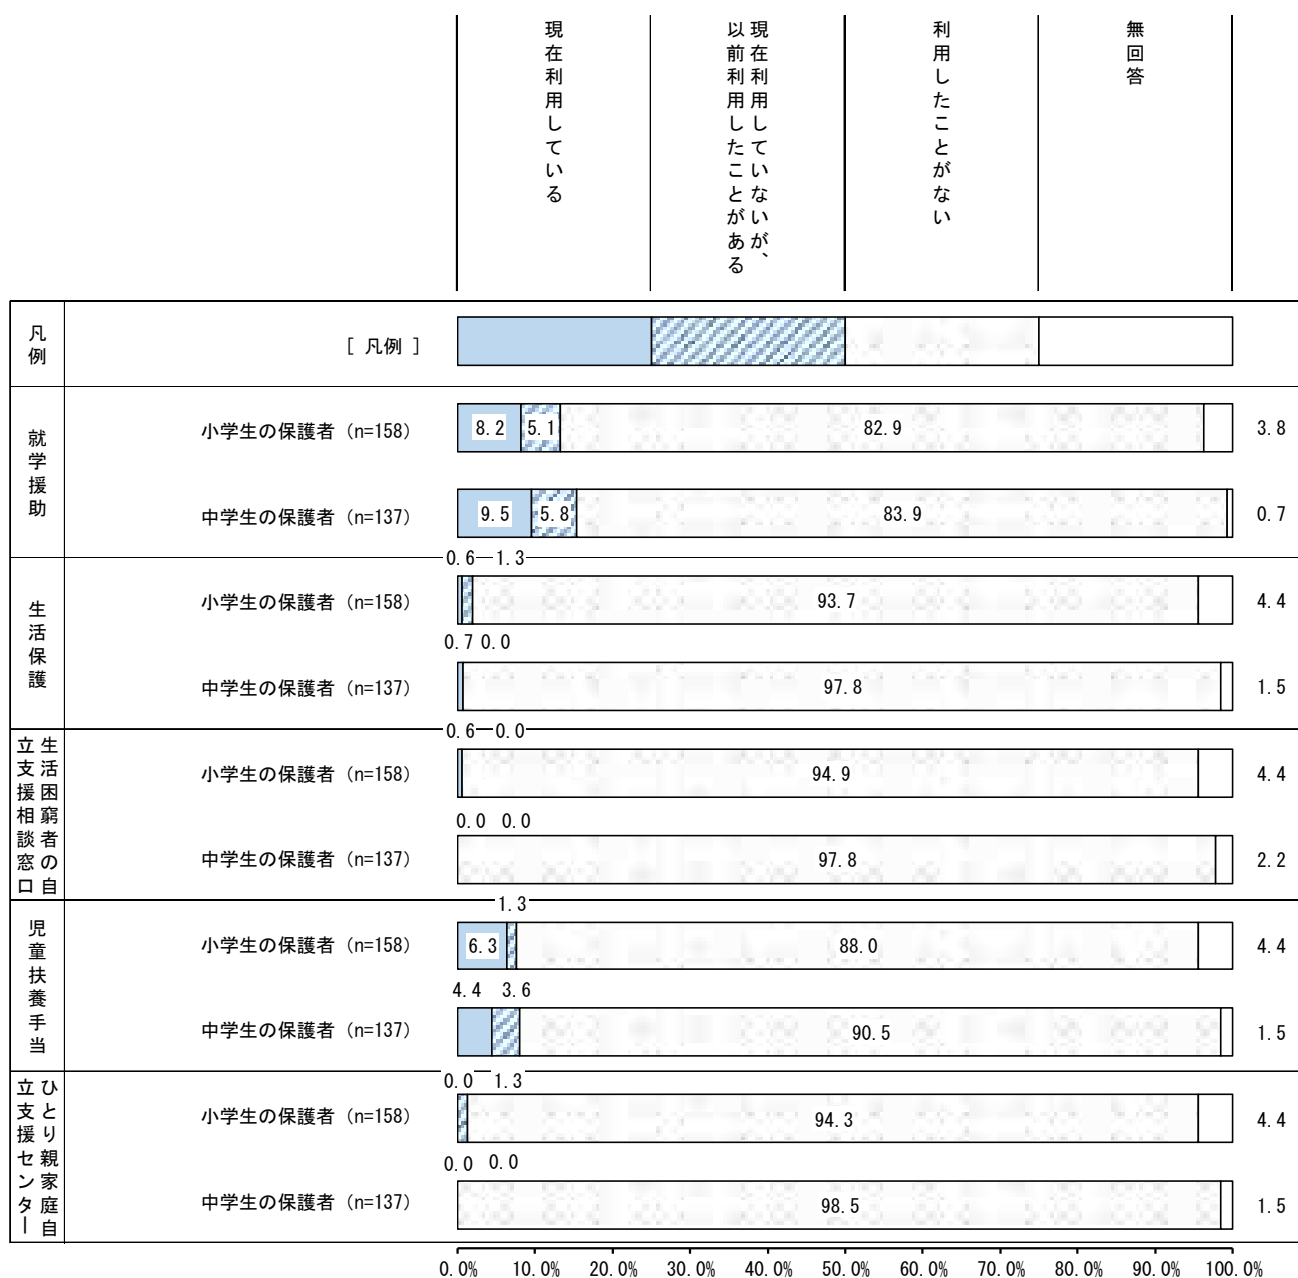 現在利用している
現在利用していないが、
以前利用したことがある
利用したことがない
無回答
凡例
[ 凡例 ]
就学援助
小学生の保護者 (n=158)
8.2 5.1 82.9 3.8
中学生の保護者 (n=137)
9.5 5.8 83.9 0.7
生活保護
0.6 1.3
小学生の保護者 (n=158)
93.7 4.4
0.7 0.0
中学生の保護者 (n=137)
97.8 1.5
生活困窮者の自
立支援相談窓口
0.6 0.0
小学生の保護者 (n=158)
94.9 4.4
0.0 0.0
中学生の保護者 (n=137)
97.8 2.2
児童扶養手当
1.3
小学生の保護者 (n=158)
6.3 88.0 4.4
4.4 3.6
中学生の保護者 (n=137)
90.5 1.5
ひとり親家庭自
立支援センター
0.0 1.3
小学生の保護者 (n=158)
94.3 4.4
0.0 0.0
中学生の保護者 (n=137)
98.5 1.5
0.0% 10.0% 20.0% 30.0% 40.0% 50.0% 60.0% 70.0% 80.0% 90.0% 100.0%